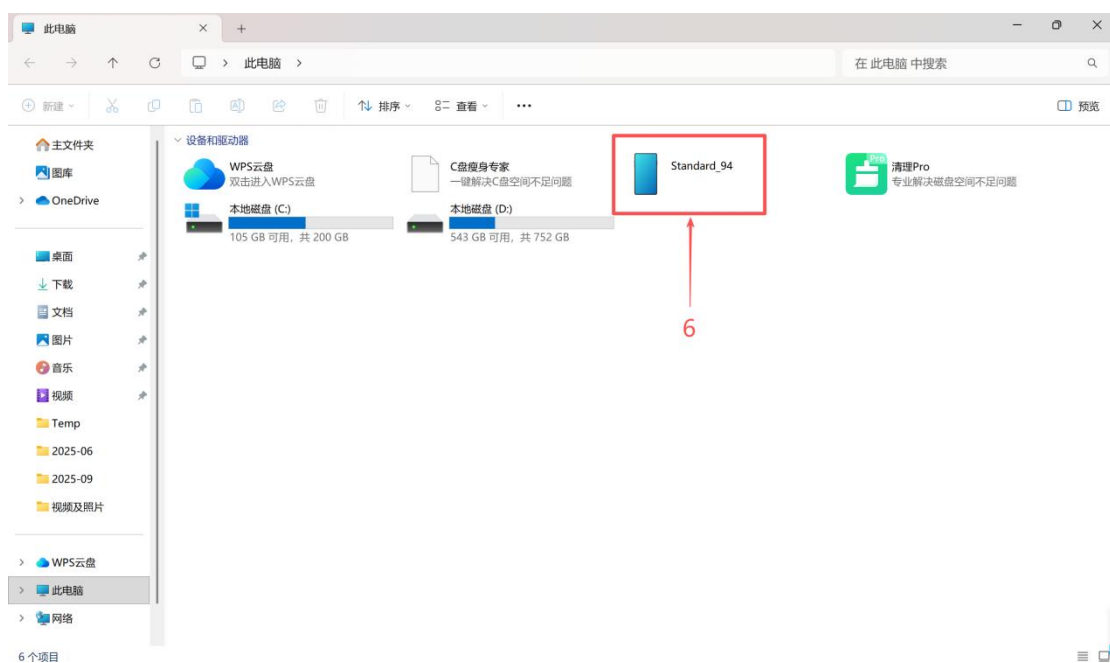 此电脑
此电脑
在 此电脑 中搜索
新建
排序
查看
预览
主文件夹
图库
OneDrive
桌面
下载
文档
图片
音乐
视频
Temp
2025-06
2025-09
视频及照片
WPS云盘
此电脑
网络
设备和驱动器
WPS云盘
双击进入WPS云盘
C盘瘦身专家
一键解决C盘空间不足问题
Standard_94
Pro
清理Pro
专业解决磁盘空间不足问题
本地磁盘 (C:)
105 GB 可用，共 200 GB
本地磁盘 (D:)
543 GB 可用，共 752 GB
6
6 个项目